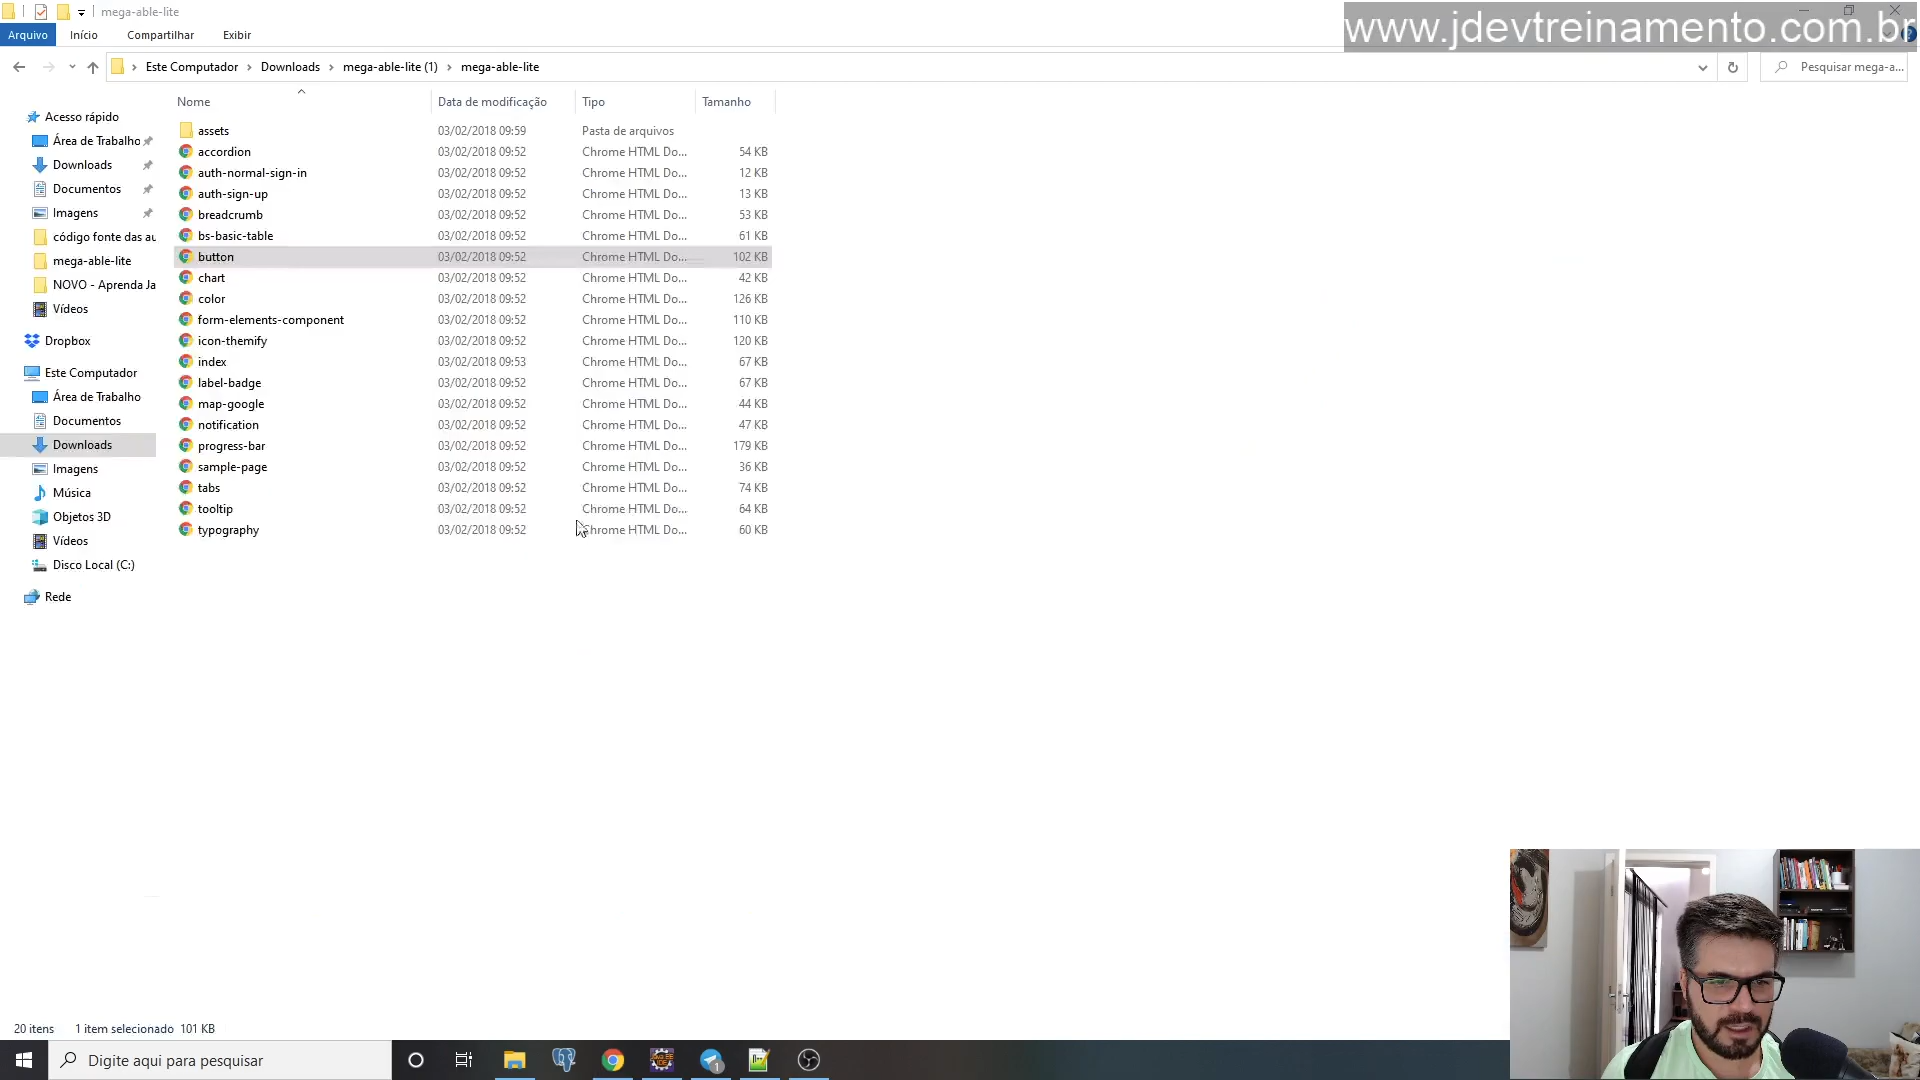 mega-able-lite
www.jdevtreinamento.com.br
Arquivo Início Compartilhar Exibir
Este Computador Downloads mega-able-lite (1) mega-able-lite Pesquisar mega-a...
Nome Data de modificação Tipo Tamanho
assets 03/02/2018 09:59 Pasta de arquivos
accordion 03/02/2018 09:52 Chrome HTML Do... 54 KB
auth-normal-sign-in 03/02/2018 09:52 Chrome HTML Do... 12 KB
auth-sign-up 03/02/2018 09:52 Chrome HTML Do... 13 KB
breadcrumb 03/02/2018 09:52 Chrome HTML Do... 53 KB
bs-basic-table 03/02/2018 09:52 Chrome HTML Do... 61 KB
button 03/02/2018 09:52 Chrome HTML Do... 102 KB
chart 03/02/2018 09:52 Chrome HTML Do... 42 KB
color 03/02/2018 09:52 Chrome HTML Do... 126 KB
form-elements-component 03/02/2018 09:52 Chrome HTML Do... 110 KB
icon-themify 03/02/2018 09:52 Chrome HTML Do... 120 KB
index 03/02/2018 09:53 Chrome HTML Do... 67 KB
label-badge 03/02/2018 09:52 Chrome HTML Do... 67 KB
map-google 03/02/2018 09:52 Chrome HTML Do... 44 KB
notification 03/02/2018 09:52 Chrome HTML Do... 47 KB
progress-bar 03/02/2018 09:52 Chrome HTML Do... 179 KB
sample-page 03/02/2018 09:52 Chrome HTML Do... 36 KB
tabs 03/02/2018 09:52 Chrome HTML Do... 74 KB
tooltip 03/02/2018 09:52 Chrome HTML Do... 64 KB
typography 03/02/2018 09:52 Chrome HTML Do... 60 KB
Acesso rápido
Área de Trabalho
Downloads
Documentos
Imagens
código fonte das au
mega-able-lite
NOVO - Aprenda Ja
Vídeos
Dropbox
Este Computador
Área de Trabalho
Documentos
Downloads
Imagens
Música
Objetos 3D
Vídeos
Disco Local (C:)
Rede
20 itens 1 item selecionado 101 KB
Digite aqui para pesquisar